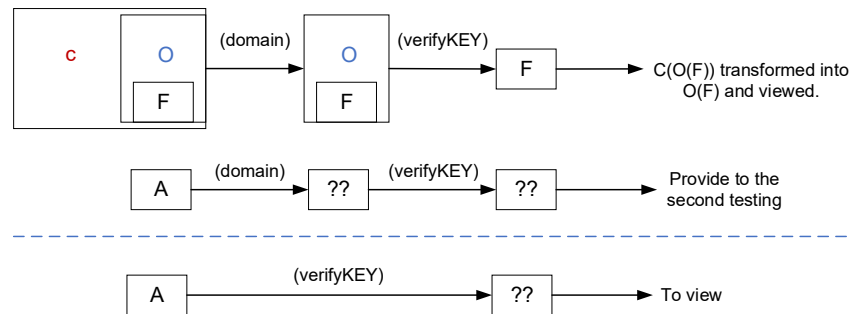 c
O
F
(domain)
O
F
(verifyKEY)
F
C(O(F)) transformed into
O(F) and viewed.
A
(domain)
??
(verifyKEY)
??
Provide to the
second testing
A
(verifyKEY)
??
To view